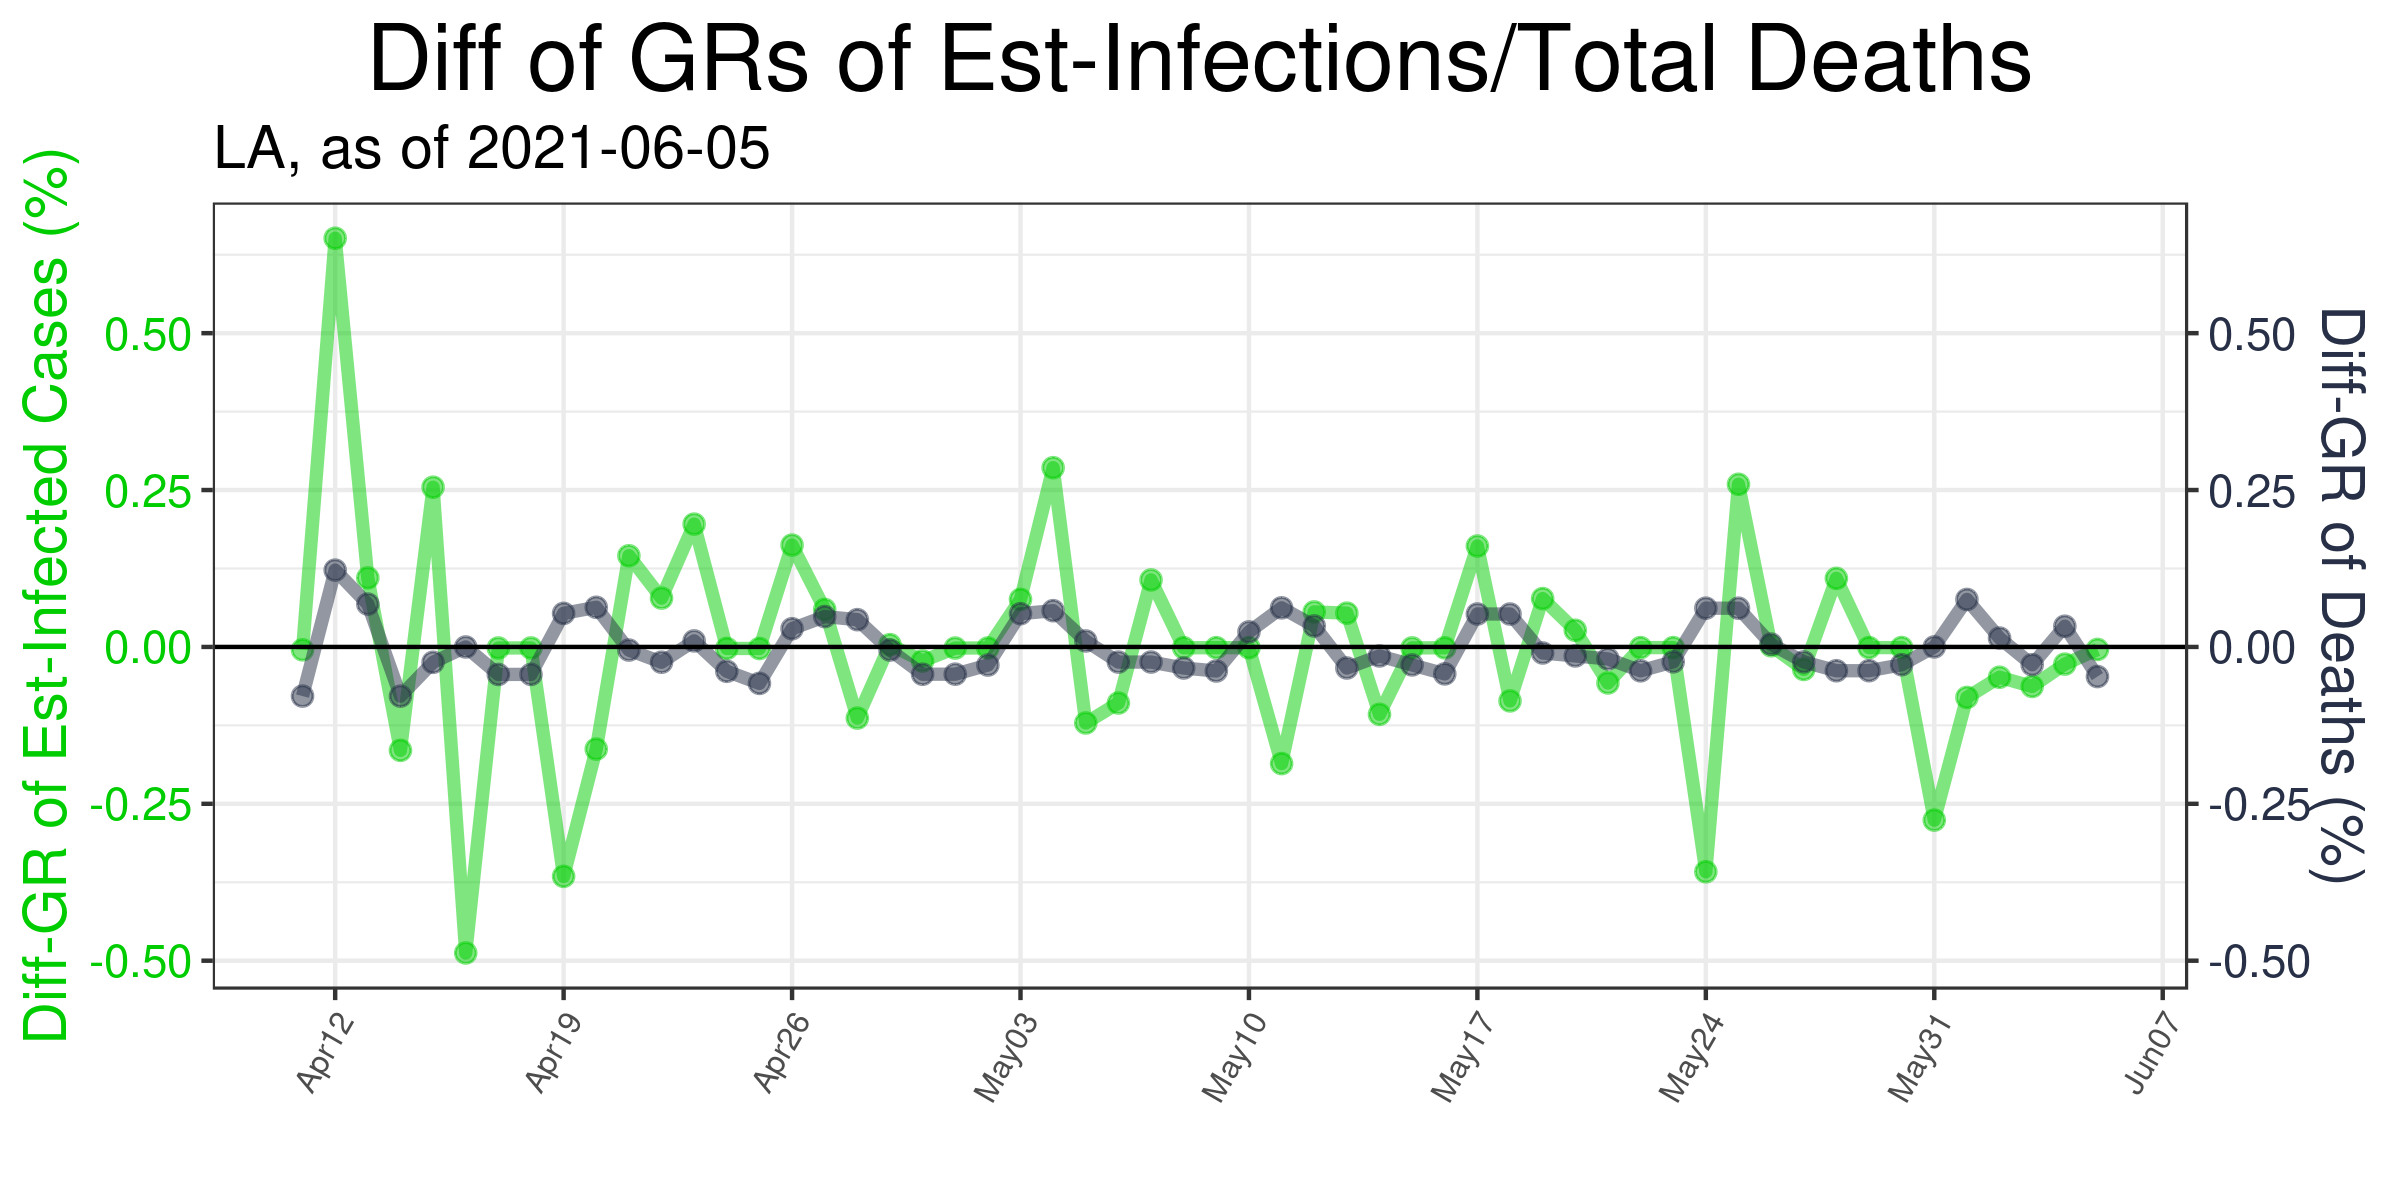 Diff of GRs of Est-Infections/Total Deaths
LA, as of 2021-06-05
Diff-GR of Est-Infected Cases (%)
0.50
0.25
0.00
-0.25
-0.50
0.50
0.25
0.00
-0.25
-0.50
Diff-GR of Deaths (%)
Apr12
Apr19
Apr26
May03
May10
May17
May24
May31
Jun07